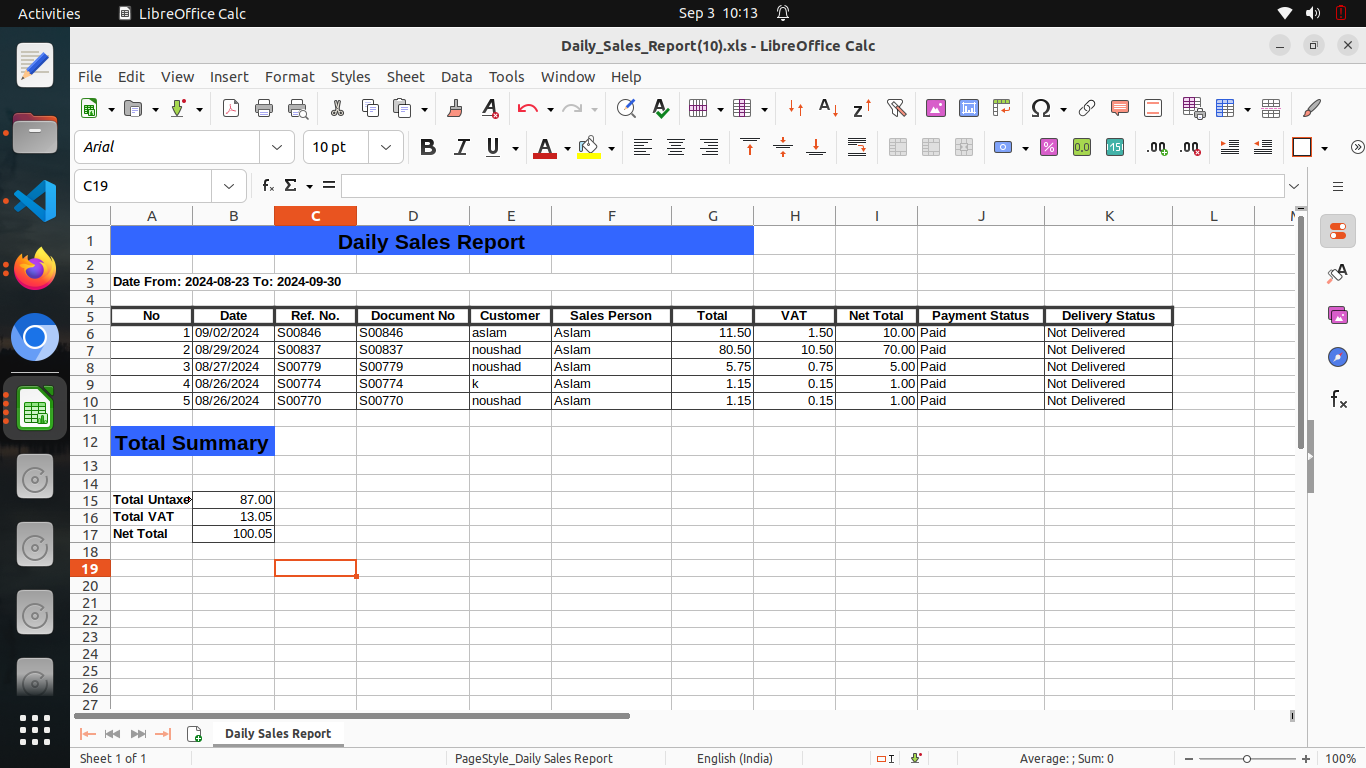 Activities LibreOffice Calc Sep 3 10:13
Daily_Sales_Report(10).xls - LibreOffice Calc
File Edit View Insert Format Styles Sheet Data Tools Window Help
Arial 10 pt
C19
A B C D E F G H I J K L
1 Daily Sales Report
2
3 Date From: 2024-08-23 To: 2024-09-30
4
5 No Date Ref. No. Document No Customer Sales Person Total VAT Net Total Payment Status Delivery Status
6 1 09/02/2024 S00846 S00846 aslam Aslam 11.50 1.50 10.00 Paid Not Delivered
7 2 08/29/2024 S00837 S00837 noushad Aslam 80.50 10.50 70.00 Paid Not Delivered
8 3 08/27/2024 S00779 S00779 noushad Aslam 5.75 0.75 5.00 Paid Not Delivered
9 4 08/26/2024 S00774 S00774 k Aslam 1.15 0.15 1.00 Paid Not Delivered
10 5 08/26/2024 S00770 S00770 noushad Aslam 1.15 0.15 1.00 Paid Not Delivered
11
12 Total Summary
13
14
15 Total Untaxe 87.00
16 Total VAT 13.05
17 Net Total 100.05
18
19
20
21
22
23
24
25
26
27
Daily Sales Report
Sheet 1 of 1 PageStyle_Daily Sales Report English (India) Average: ; Sum: 0 100%